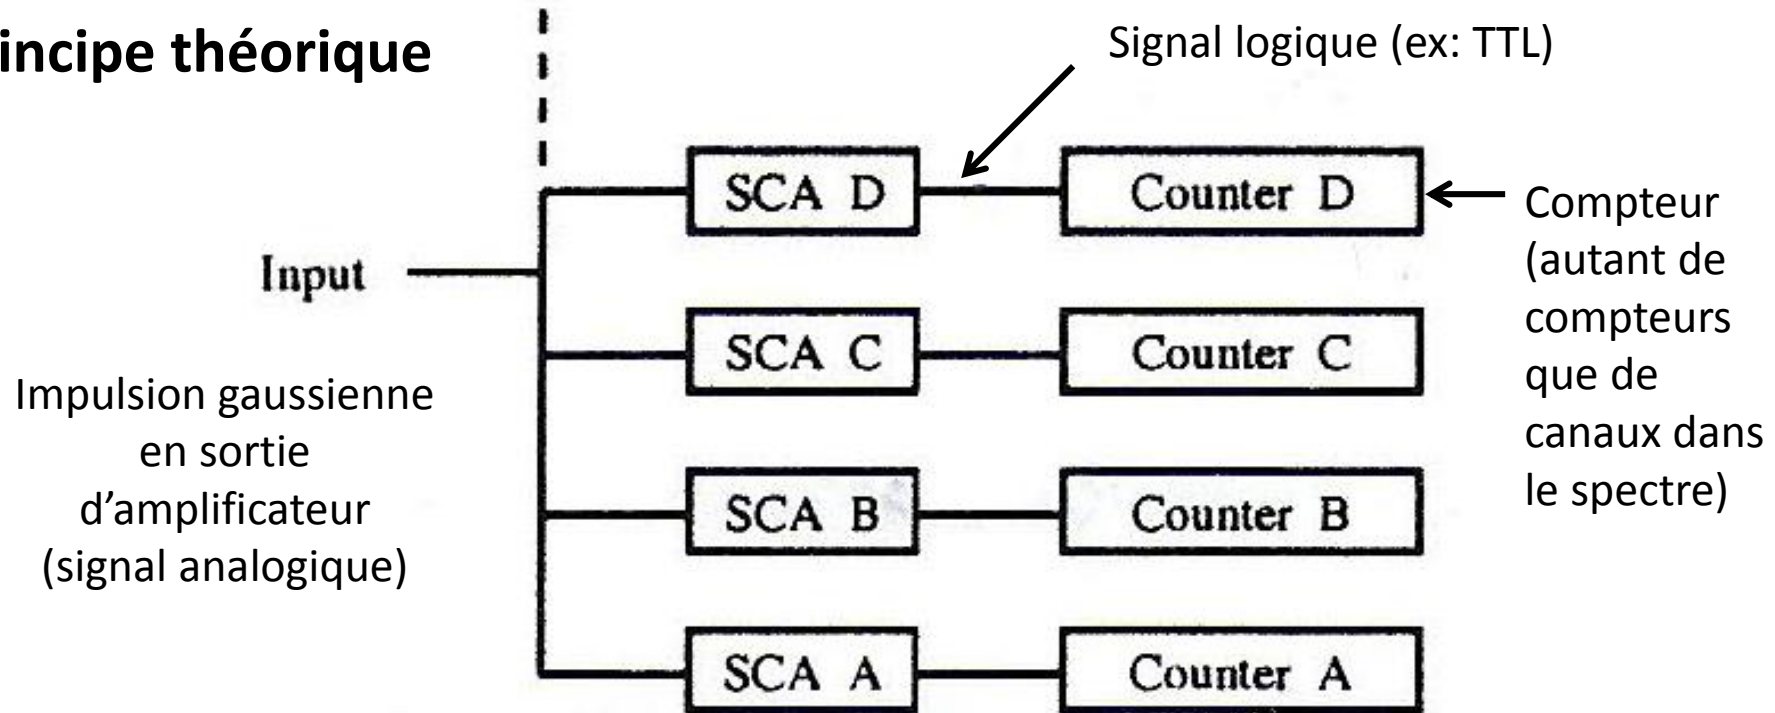 incipe théorique
Signal logique (ex: TTL)
SCA D
Counter D
Compteur
(autant de
compteurs
que de
canaux dans
le spectre)
Input
SCA C
Counter C
Impulsion gaussienne
en sortie
d’amplificateur
(signal analogique)
SCA B
Counter B
SCA A
Counter A